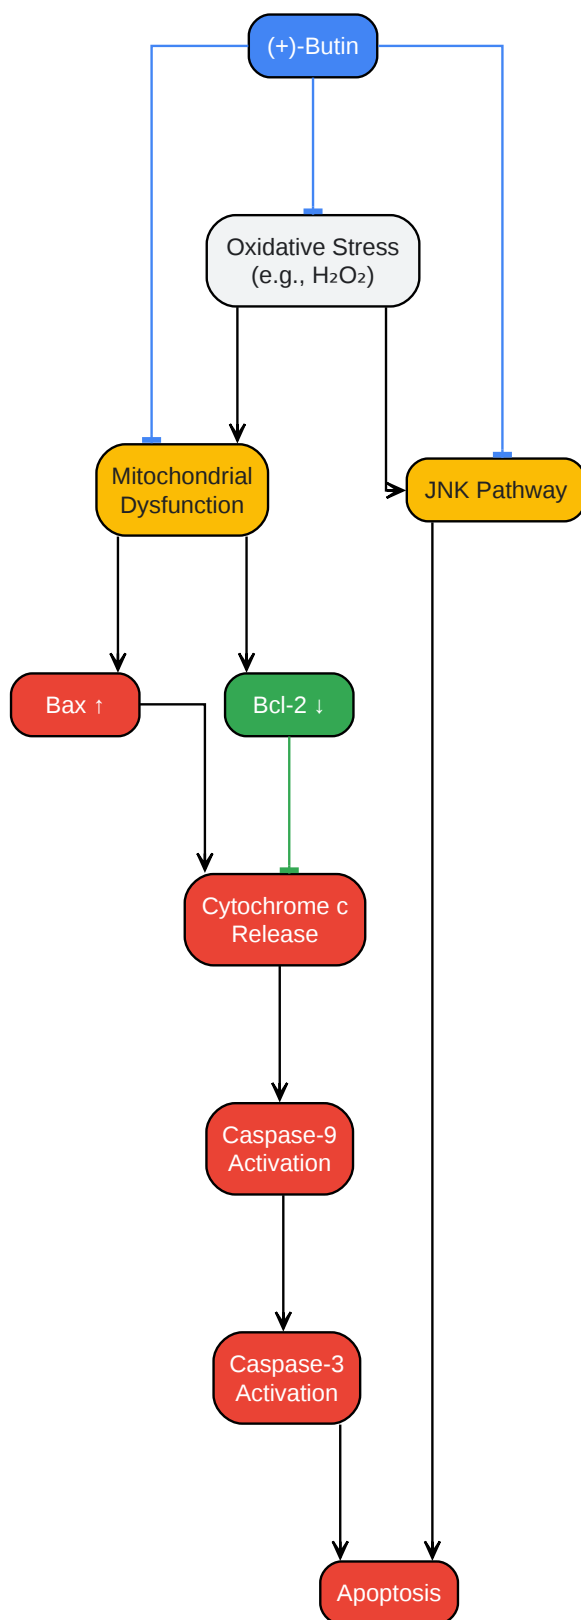 (+)-Butin
Oxidative Stress
(e.g., H₂O₂)
Mitochondrial
Dysfunction
JNK Pathway
Bax ↑
Bcl-2 ↓
Cytochrome c
Release
Caspase-9
Activation
Caspase-3
Activation
Apoptosis